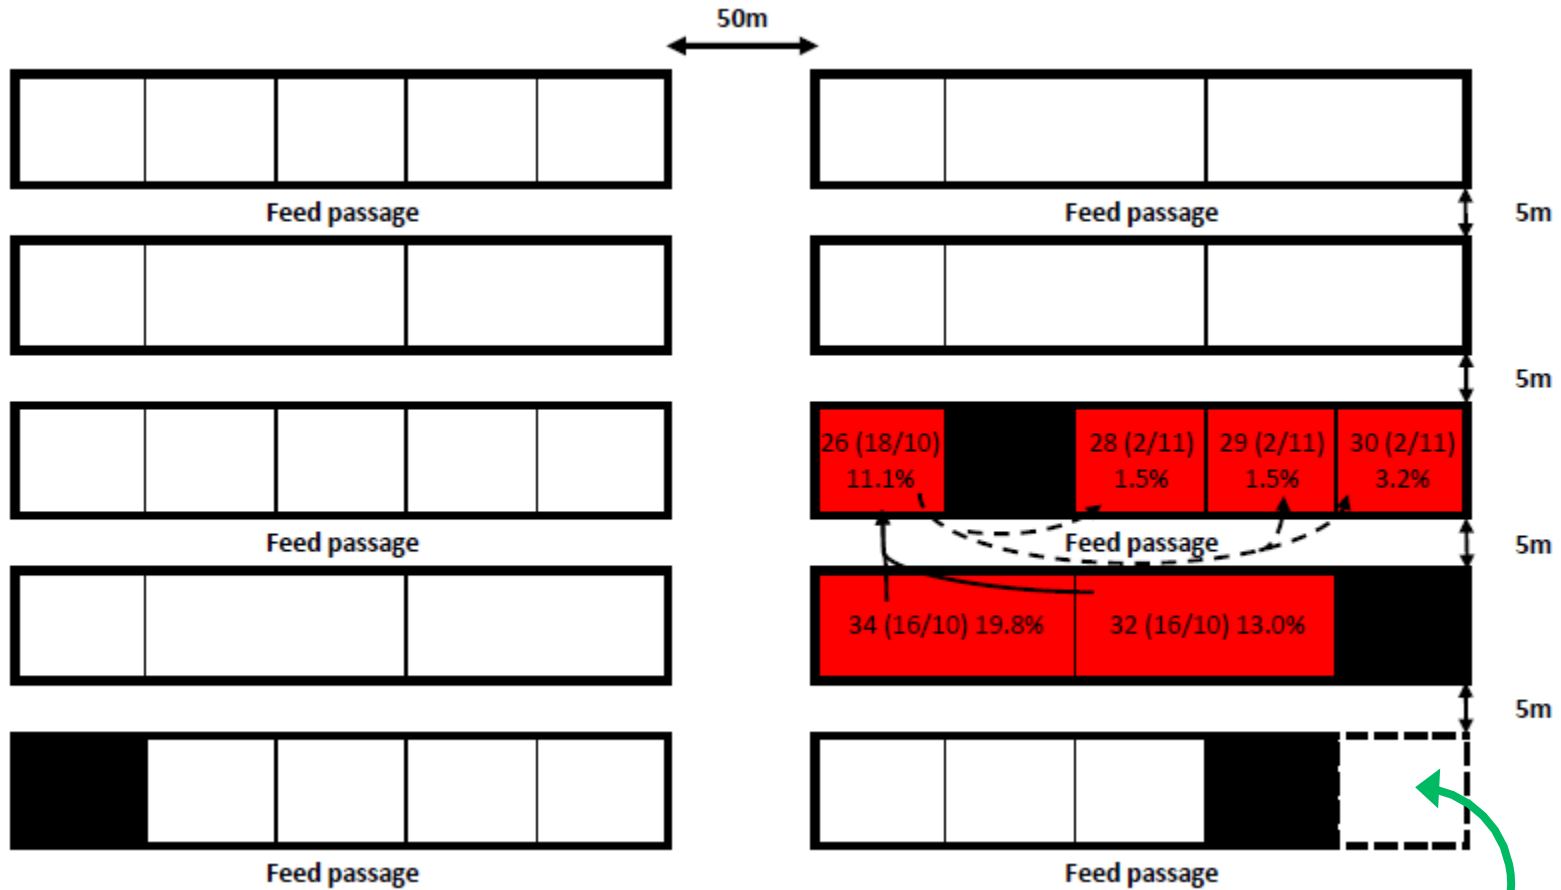 50m
Feed passage
Feed passage
5m
5m
26 (18/10)
11.1%
28 (2/11)
1.5%
29 (2/11)
1.5%
30 (2/11)
3.2%
Feed passage
Feed passage
5m
34 (16/10) 19.8%
32 (16/10) 13.0%
5m
Feed passage
Feed passage